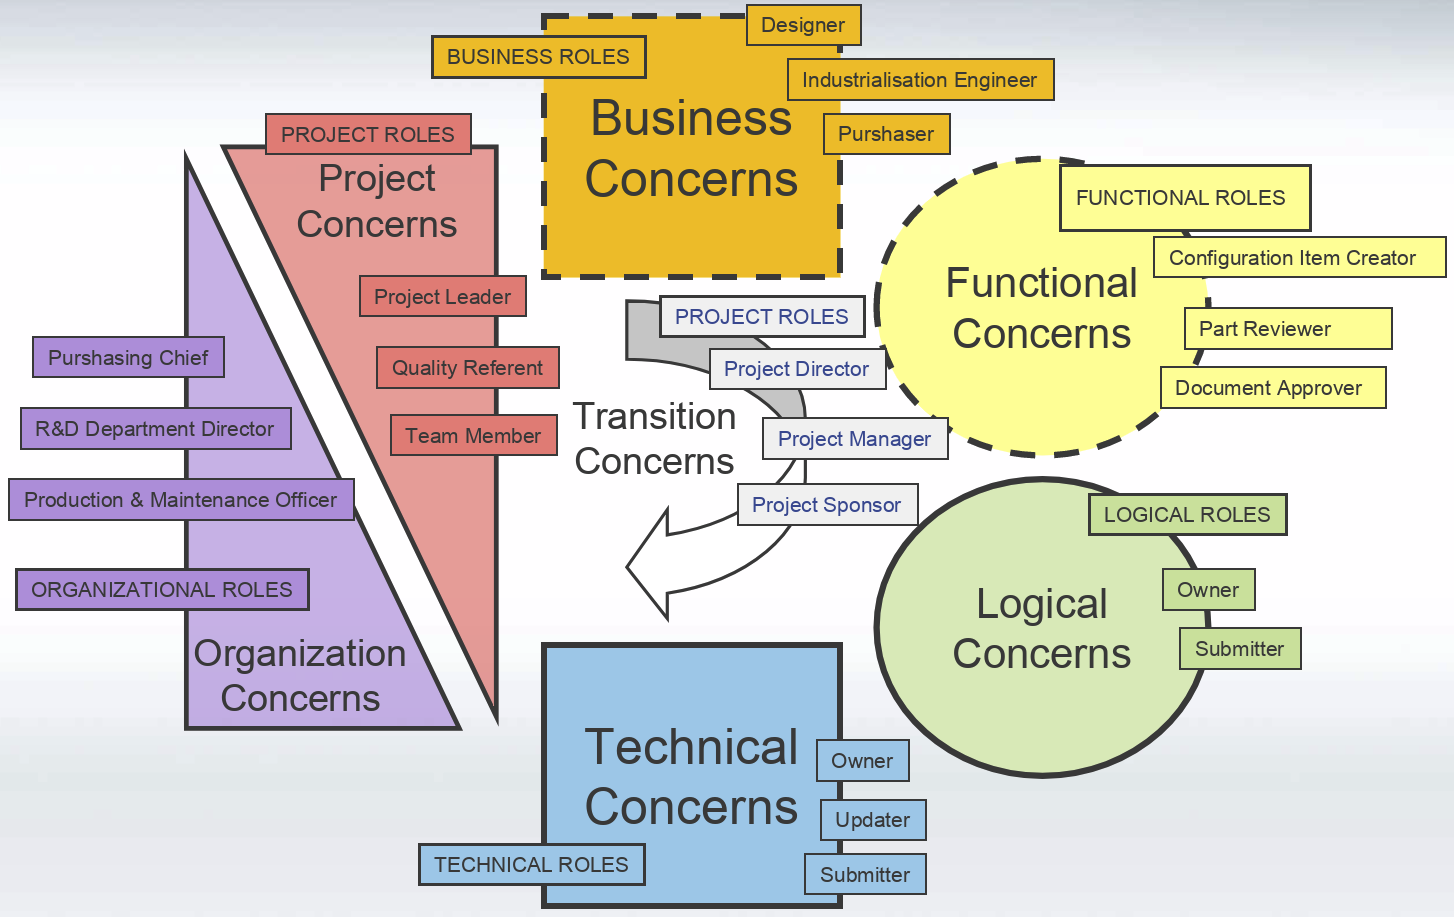 Designer
BUSINESS ROLES
Industrialisation Engineer
Business
Concerns
Purshaser
PROJECT ROLES
Project
Concerns
Project Leader
Quality Referent
Team Member
FUNCTIONAL ROLES
Configuration Item Creator
Functional
Concerns
Part Reviewer
Document Approver
PROJECT ROLES
Project Director
Transition
Concerns
Project Manager
Project Sponsor
Purshasing Chief
R&D Department Director
Production & Maintenance Officer
ORGANIZATIONAL ROLES
Organization
Concerns
LOGICAL ROLES
Logical
Concerns
Owner
Submitter
Technical
Concerns
Owner
Updater
TECHNICAL ROLES
Submitter